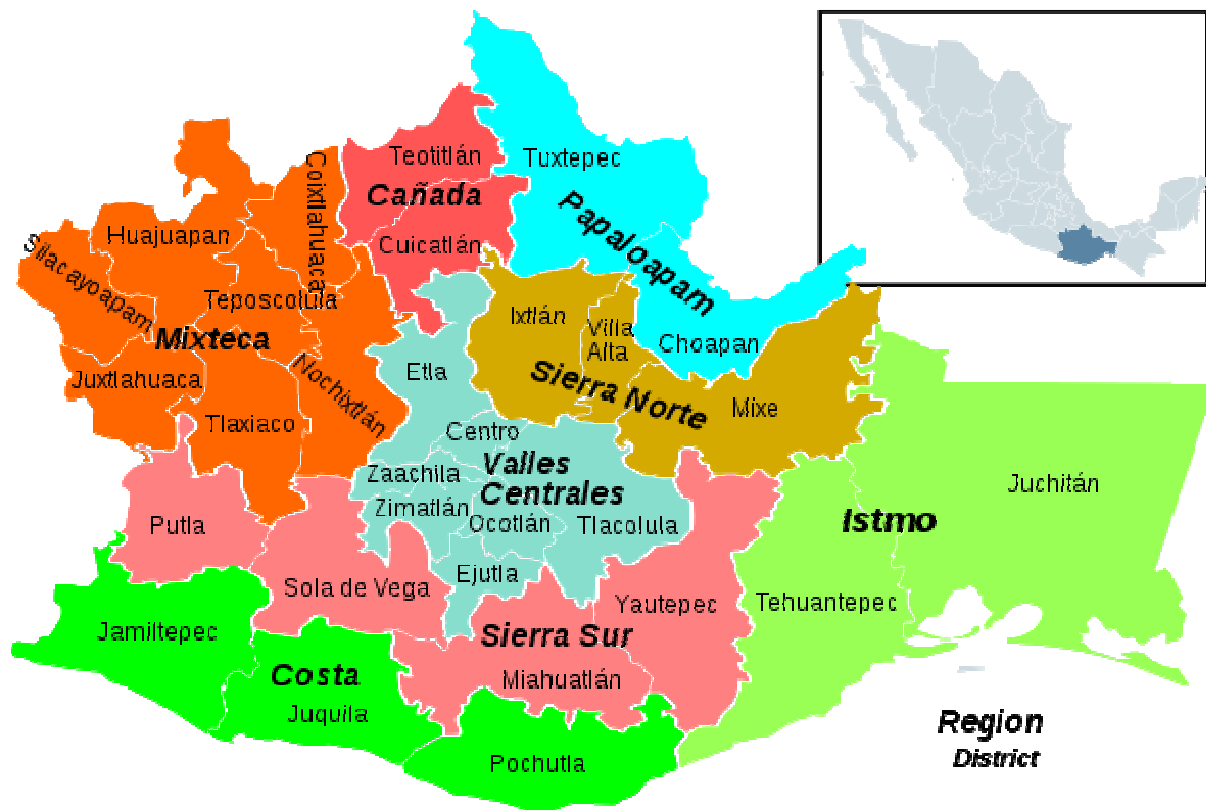 Teotitlán
Tuxtepec
Coixtlahuaca
Cañada
Papaloapam
Huajuapan
Cuicatlán
Silacayoapam
Teposcolula
Ixtlán
Villa
Alta
Choapan
Mixteca
Etla
Sierra Norte
Juxtlahuaca
Nochixtlán
Mixe
Tlaxiaco
Centro
Valles
Centrales
Zaachila
Juchitán
Zimatlán
Ocotlán
Tlacolula
Istmo
Putla
Ejutla
Sola de Vega
Yautepec
Tehuantepec
Jamiltepec
Sierra Sur
Costa
Miahuatlán
Juquila
Region
District
Pochutla